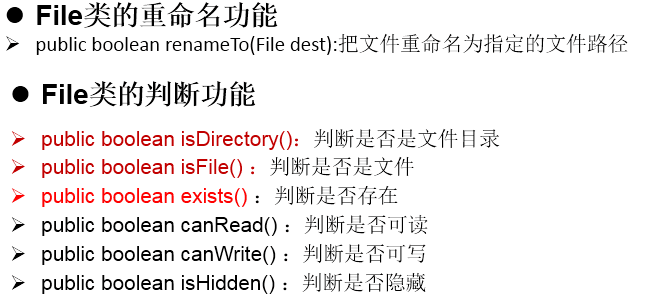 ● File类的重命名功能
➢ public boolean renameTo(File dest):把文件重命名为指定的文件路径
● File类的判断功能
➢ public boolean isDirectory()：判断是否是文件目录
➢ public boolean isFile() ：判断是否是文件
➢ public boolean exists() ：判断是否存在
➢ public boolean canRead() ：判断是否可读
➢ public boolean canWrite() ：判断是否可写
➢ public boolean isHidden() ：判断是否隐藏